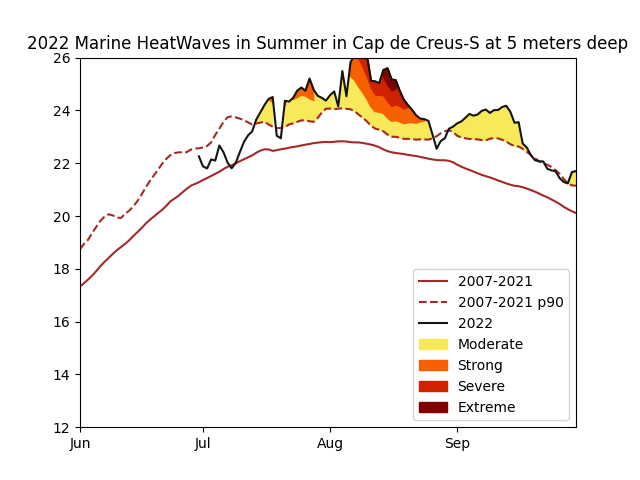 2022 Marine HeatWaves in Summer in Cap de Creus-S at 5 meters deep
26
24
22
20
18
16
14
12
Jun
Jul
Aug
Sep
2007-2021
2007-2021 p90
2022
Moderate
Strong
Severe
Extreme